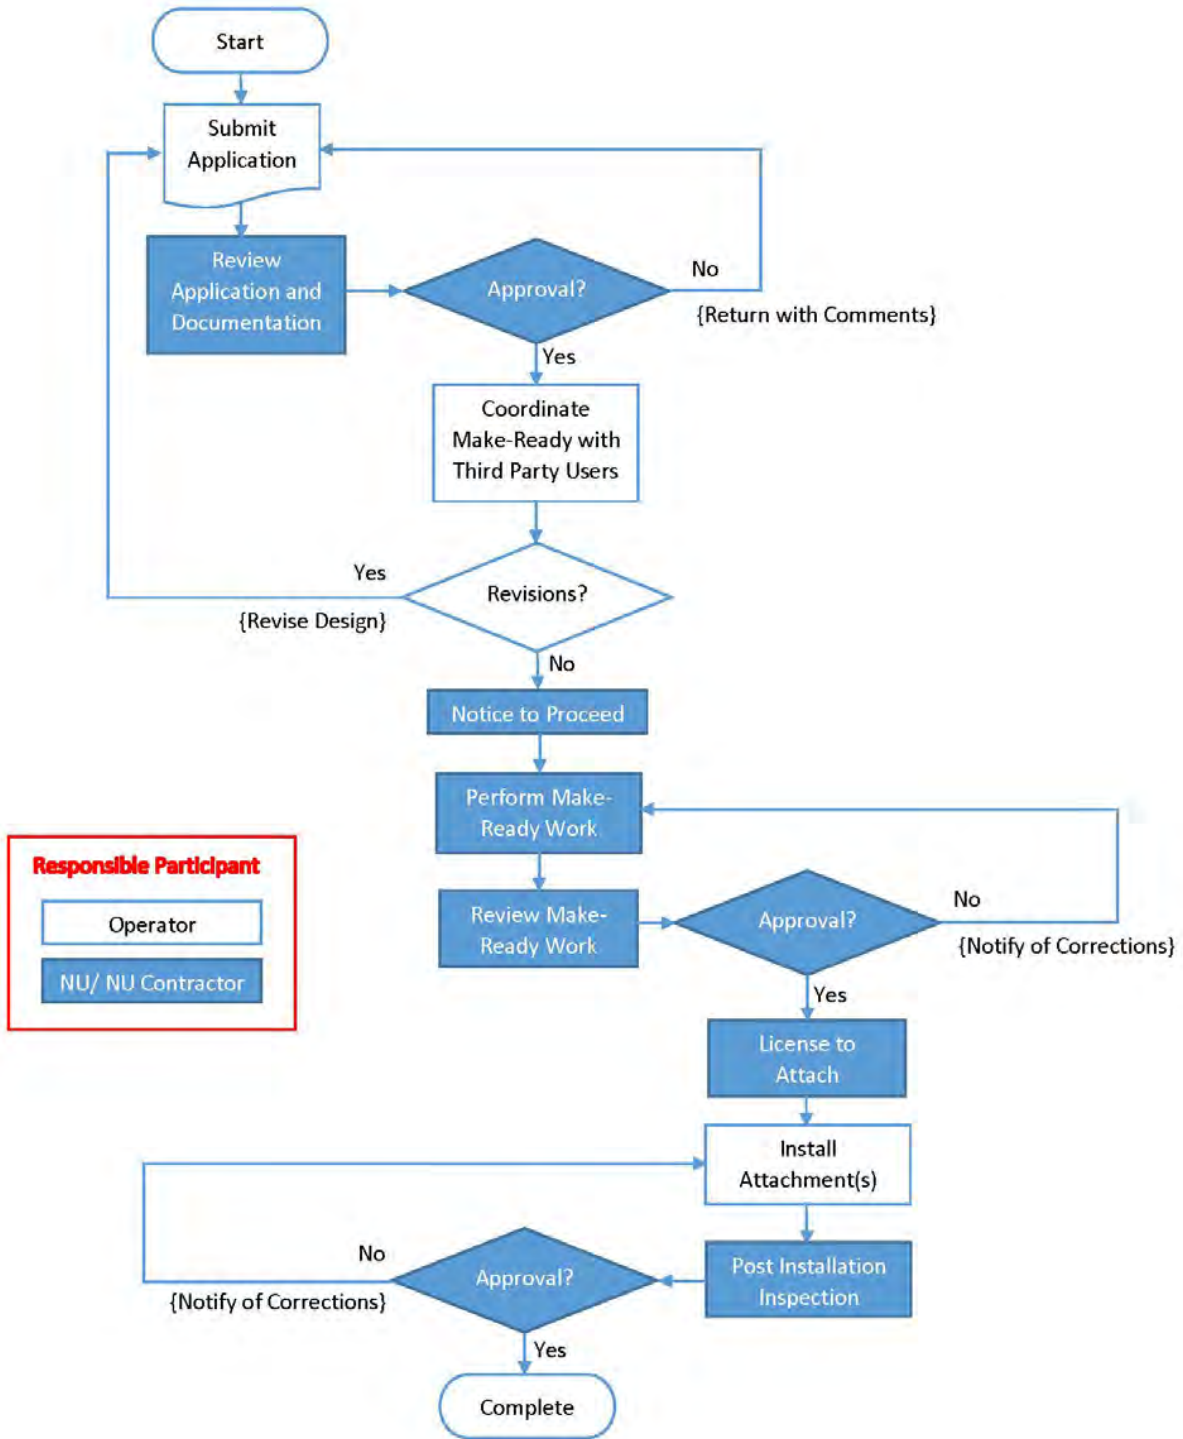 Start
Submit
Application
Review
Application and
Documentation
Approval?
No
{Return with Comments}
Yes
Coordinate
Make-Ready with
Third Party Users
Revisions?
Yes
{Revise Design}
No
Notice to Proceed
Perform Make-
Ready Work
Review Make-
Ready Work
Approval?
No
{Notify of Corrections}
Yes
License to
Attach
Install
Attachment(s)
Post Installation
Inspection
Approval?
No
{Notify of Corrections}
Yes
Complete
Responsible Participant
Operator
NU/ NU Contractor